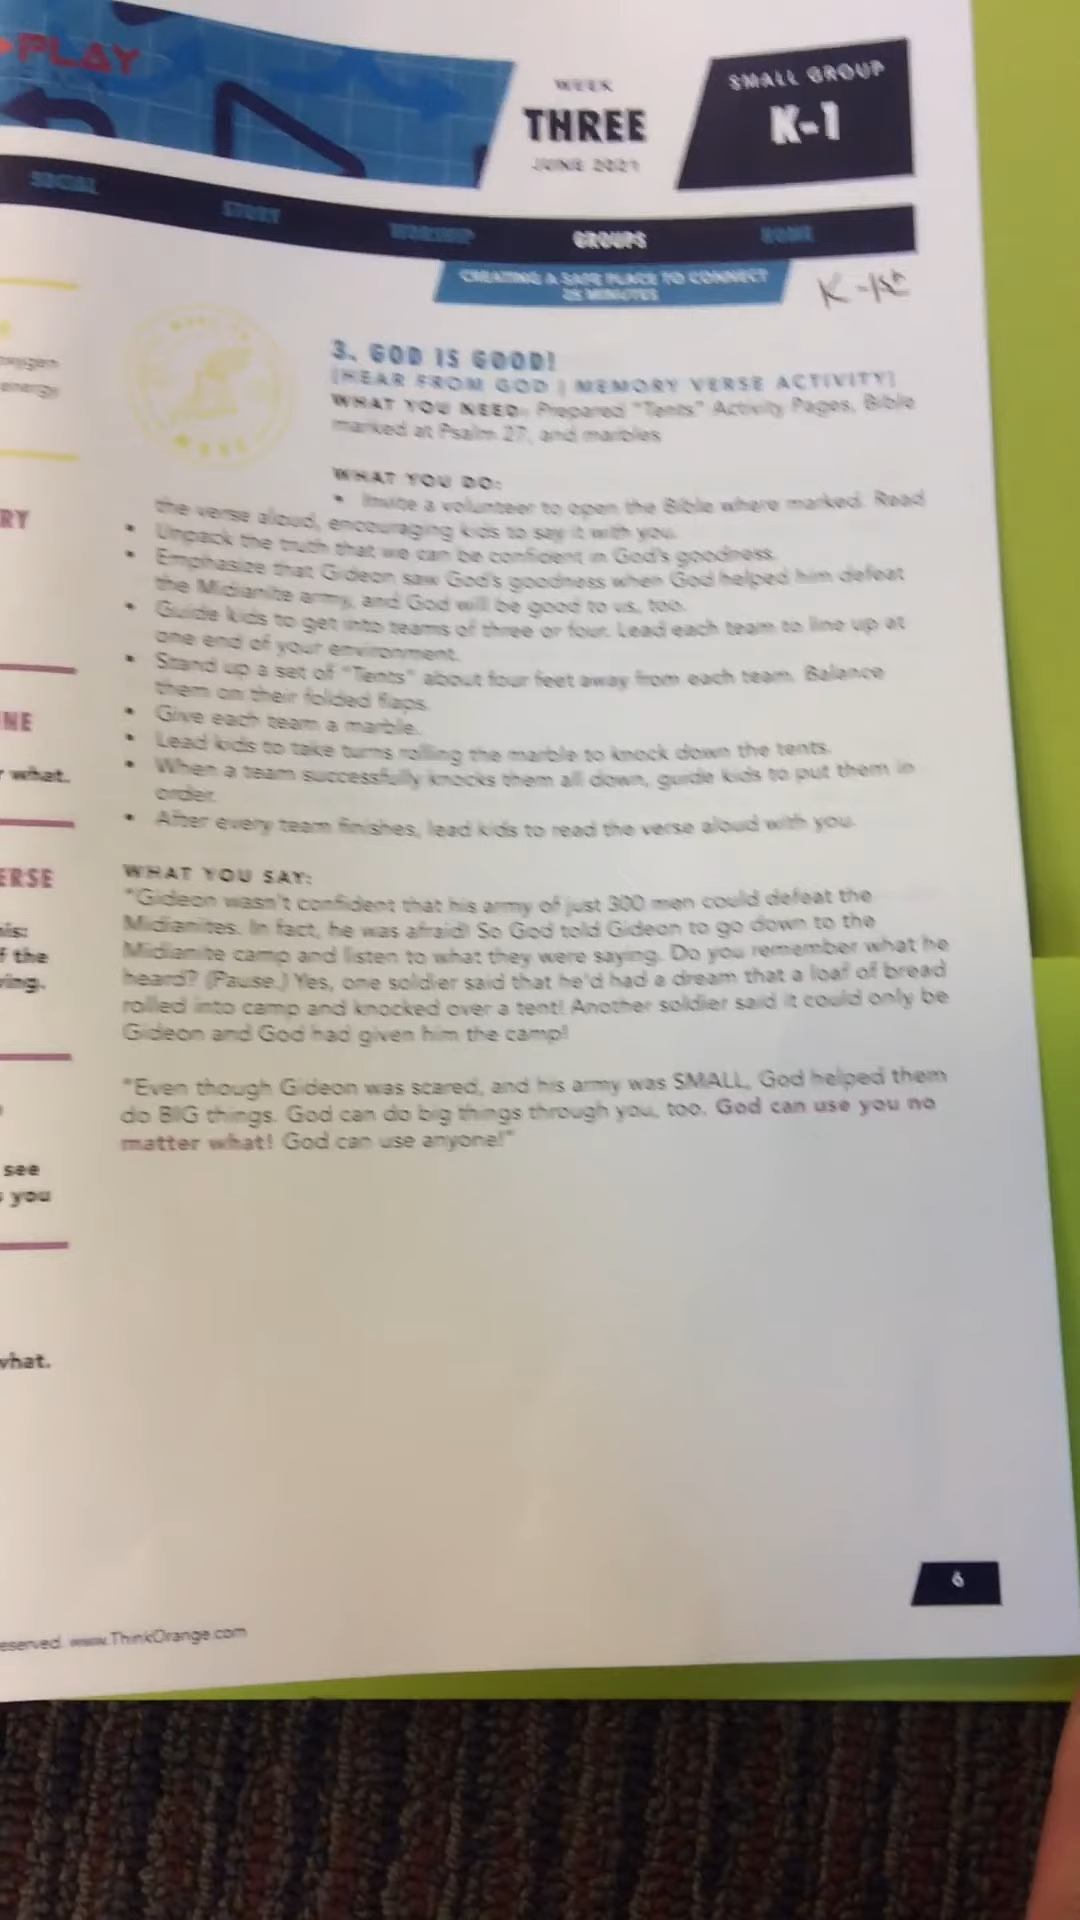 PLAY
WEEK
THREE
JUNE 2021
SMALL GROUP
K-1
SOCIAL
STORY
WORSHIP
GROUPS
HOME
CREATING A SAFE PLACE TO CONNECT
25 MINUTES
K-1st
oxygen
energy
3. GOD IS GOOD!
[HEAR FROM GOD | MEMORY VERSE ACTIVITY]
WHAT YOU NEED: Prepared "Tents" Activity Pages, Bible
marked at Psalm 27, and marbles
WHAT YOU DO:
• Invite a volunteer to open the Bible where marked. Read
the verse aloud, encouraging kids to say it with you.
• Unpack the truth that we can be confident in God's goodness.
• Emphasize that Gideon saw God's goodness when God helped him defeat
the Midianite army, and God will be good to us, too.
• Guide kids to get into teams of three or four. Lead each team to line up at
one end of your environment.
• Stand up a set of "Tents" about four feet away from each team. Balance
them on their folded flaps.
• Give each team a marble.
• Lead kids to take turns rolling the marble to knock down the tents.
• When a team successfully knocks them all down, guide kids to put them in
order.
• After every team finishes, lead kids to read the verse aloud with you.
WHAT YOU SAY:
"Gideon wasn't confident that his army of just 300 men could defeat the
Midianites. In fact, he was afraid! So God told Gideon to go down to the
Midianite camp and listen to what they were saying. Do you remember what he
heard? (Pause.) Yes, one soldier said that he'd had a dream that a loaf of bread
rolled into camp and knocked over a tent! Another soldier said it could only be
Gideon and God had given him the camp!
"Even though Gideon was scared, and his army was SMALL, God helped them
do BIG things. God can do big things through you, too. God can use you no
matter what! God can use anyone!"
RY
NE
what.
ERSE
his:
f the
ring.
see
you
what.
6
eserved. www.ThinkOrange.com